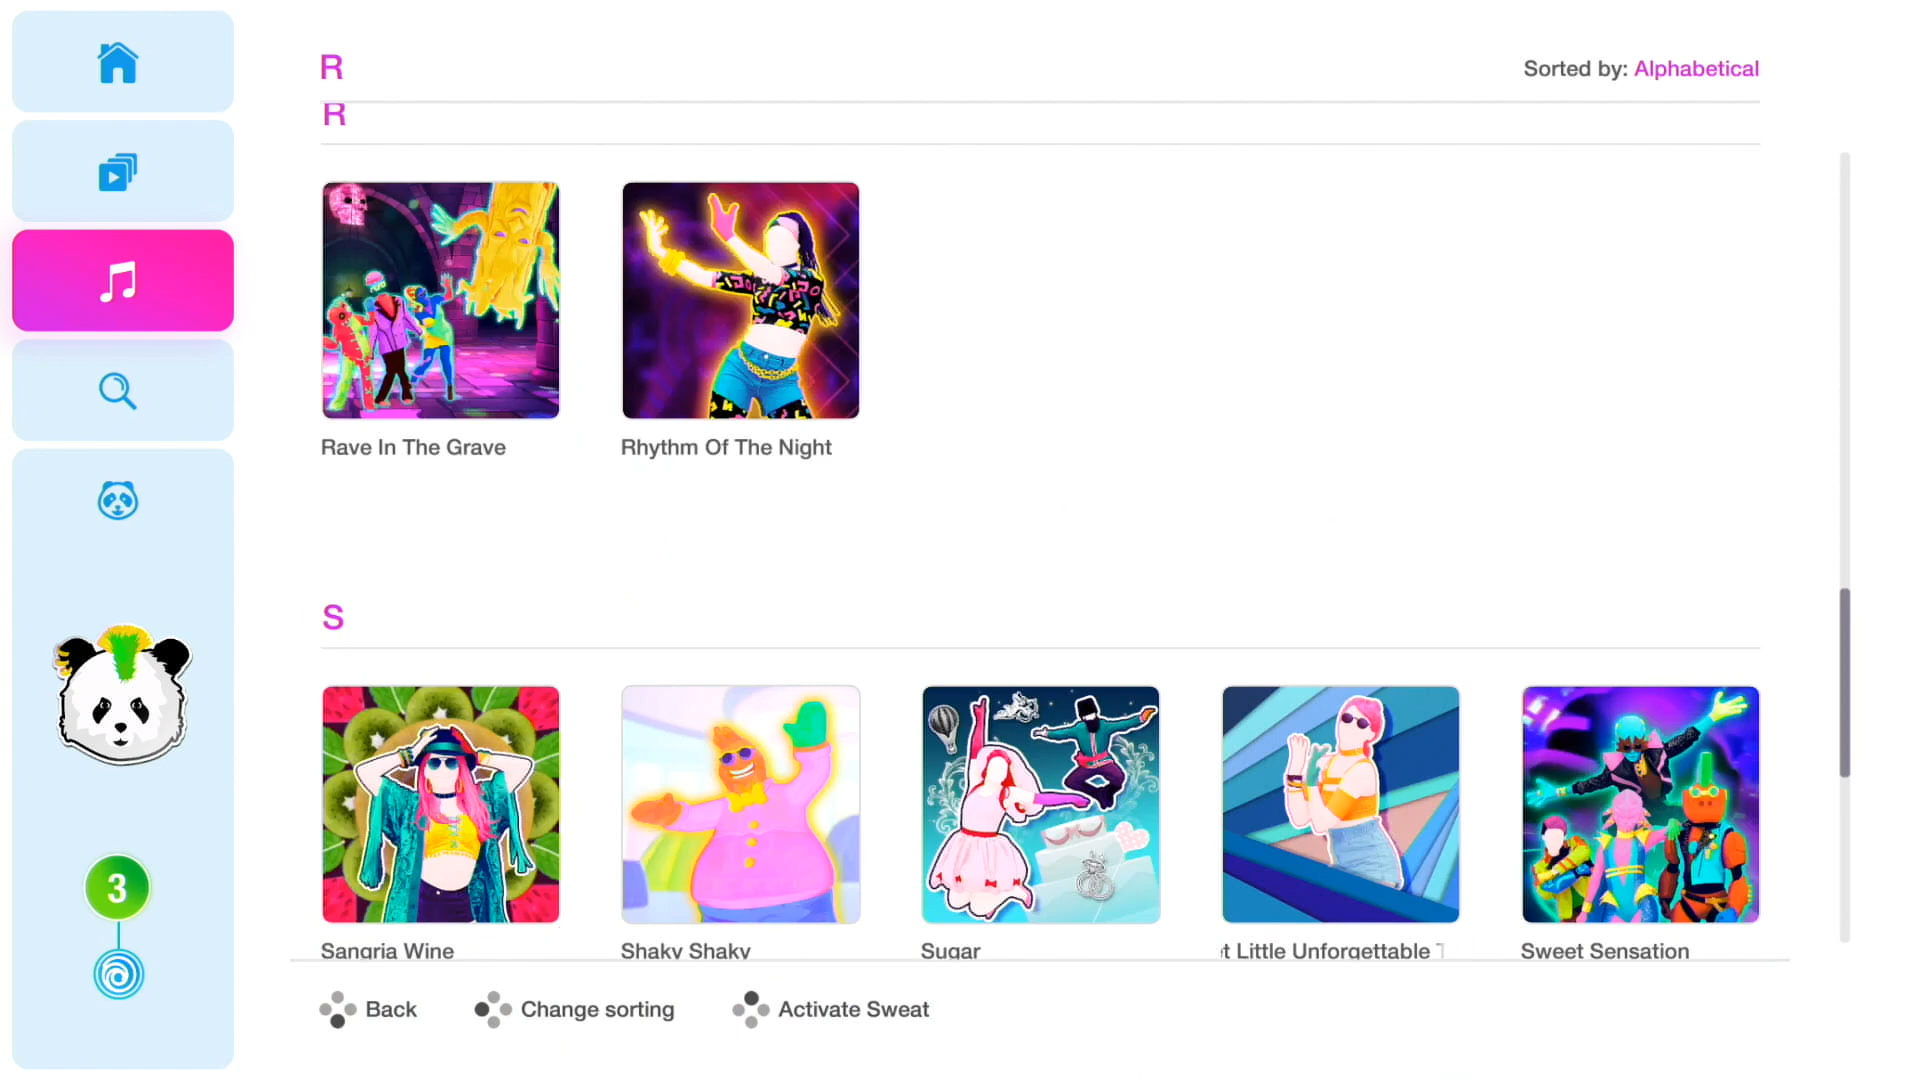 R
Sorted by: Alphabetical
R
Rave In The Grave
Rhythm Of The Night
S
Sangria Wine
Shaky Shaky
Sugar
Little Unforgettable
Sweet Sensation
3
Back
Change sorting
Activate Sweat